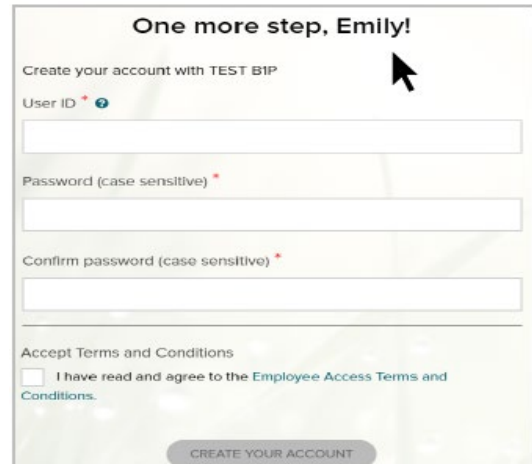 One more step, Emily!
Create your account with TEST B1P
User ID * ?
Password (case sensitive) *
Confirm password (case sensitive) *
Accept Terms and Conditions
I have read and agree to the Employee Access Terms and
Conditions.
CREATE YOUR ACCOUNT